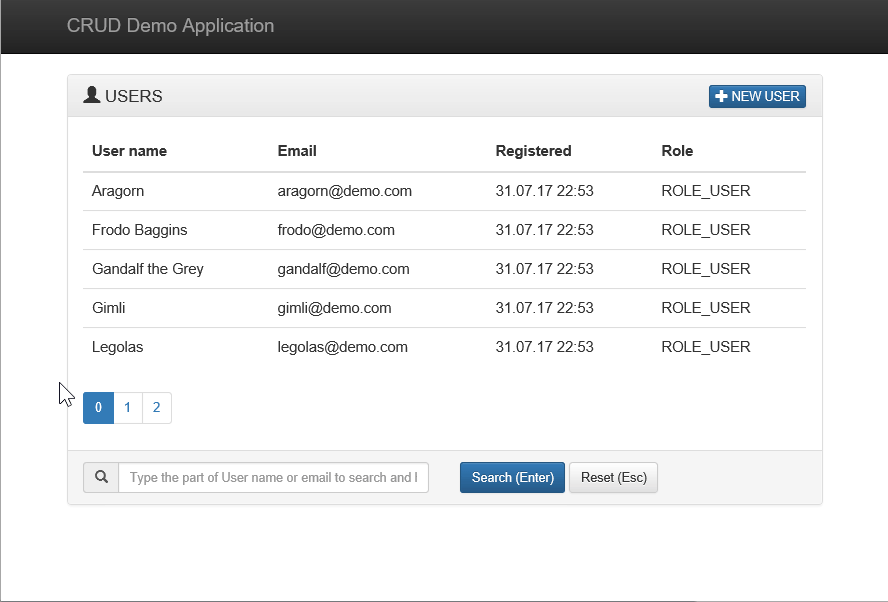 CRUD Demo Application
USERS
NEW USER
User name Email Registered Role
Aragorn aragorn@demo.com 31.07.17 22:53 ROLE_USER
Frodo Baggins frodo@demo.com 31.07.17 22:53 ROLE_USER
Gandalf the Grey gandalf@demo.com 31.07.17 22:53 ROLE_USER
Gimli gimli@demo.com 31.07.17 22:53 ROLE_USER
Legolas legolas@demo.com 31.07.17 22:53 ROLE_USER
0 1 2
Type the part of User name or email to search and Search (Enter) Reset (Esc)